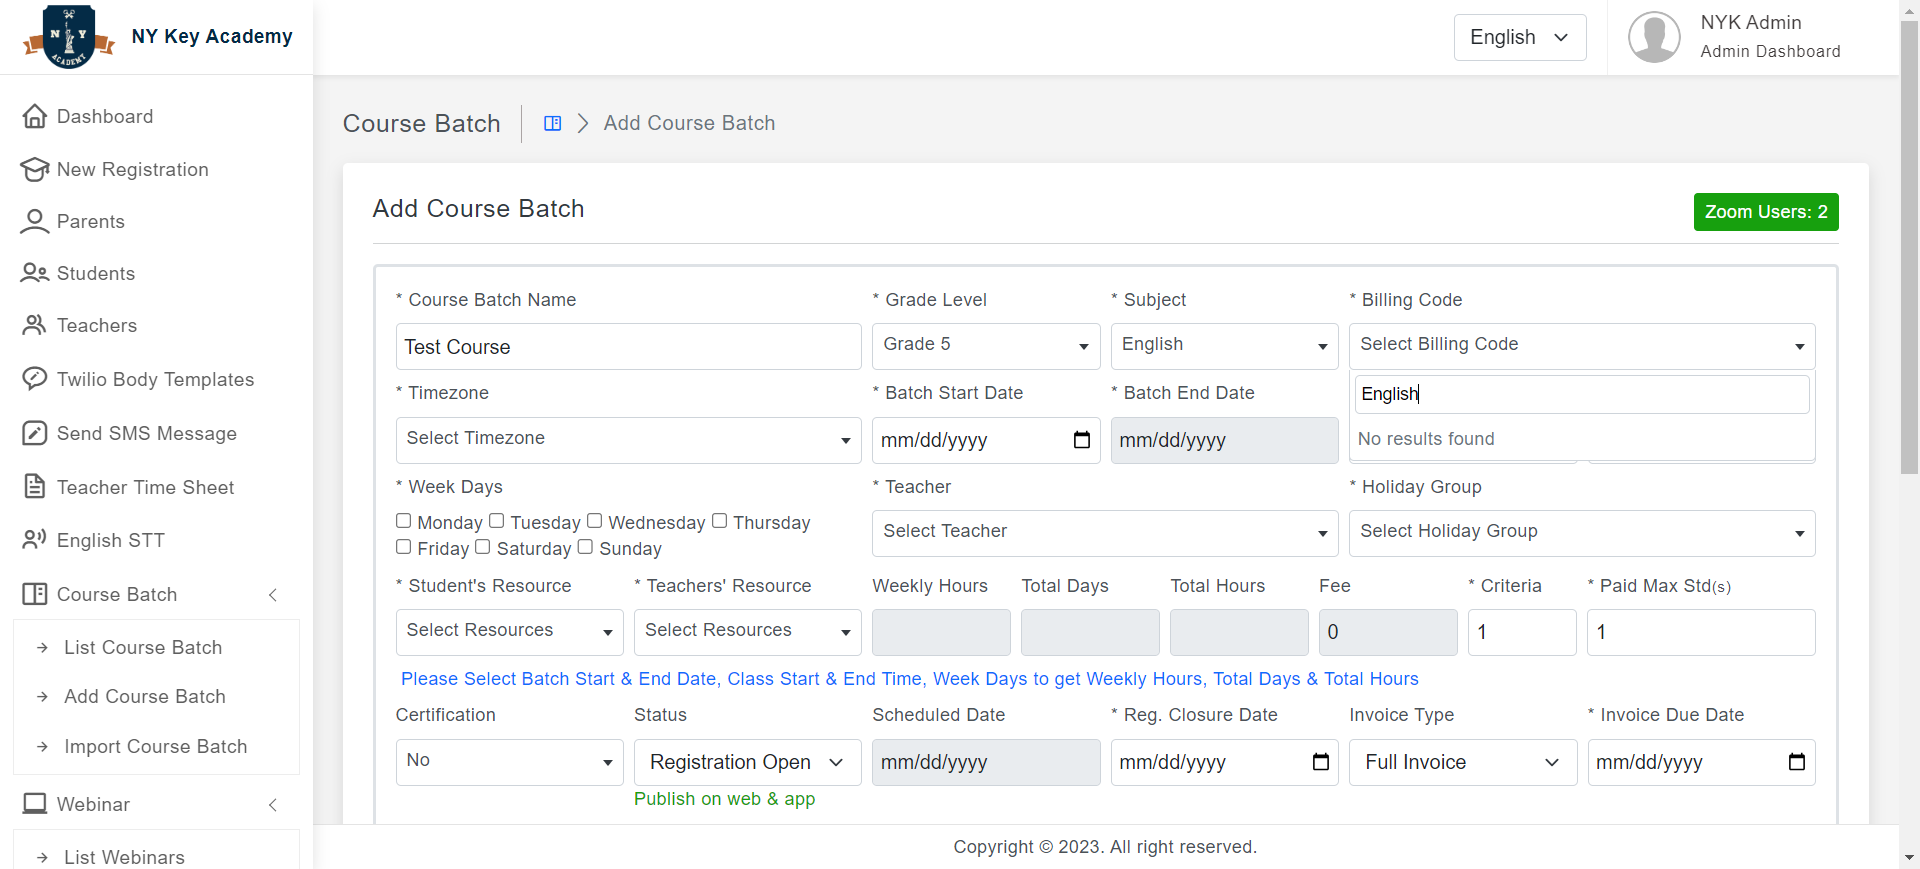 N Y
ACADEMY
NY Key Academy
English
NYK Admin
Admin Dashboard
Dashboard
New Registration
Parents
Students
Teachers
Twilio Body Templates
Send SMS Message
Teacher Time Sheet
English STT
Course Batch
List Course Batch
Add Course Batch
Import Course Batch
Webinar
List Webinars
Course Batch
Add Course Batch
Add Course Batch
Zoom Users: 2
* Course Batch Name * Grade Level * Subject * Billing Code
Test Course Grade 5 English Select Billing Code
English
No results found
* Timezone * Batch Start Date * Batch End Date
Select Timezone mm/dd/yyyy mm/dd/yyyy
* Week Days * Teacher * Holiday Group
Monday Tuesday Wednesday Thursday
Friday Saturday Sunday
Select Teacher Select Holiday Group
* Student's Resource * Teachers' Resource Weekly Hours Total Days Total Hours Fee * Criteria * Paid Max Std(s)
Select Resources Select Resources 0 1 1
Please Select Batch Start & End Date, Class Start & End Time, Week Days to get Weekly Hours, Total Days & Total Hours
Certification Status Scheduled Date * Reg. Closure Date Invoice Type * Invoice Due Date
No Registration Open mm/dd/yyyy mm/dd/yyyy Full Invoice mm/dd/yyyy
Publish on web & app
Copyright © 2023. All right reserved.